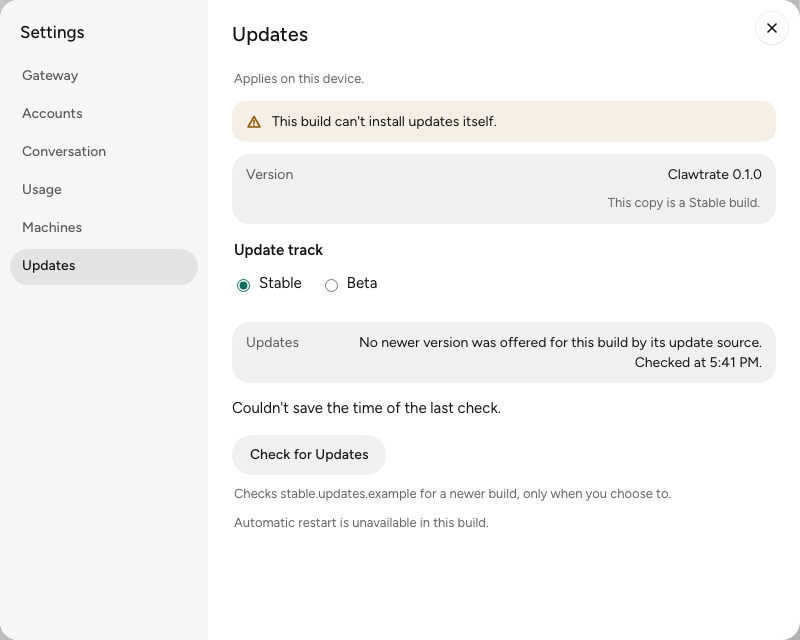 Settings
Gateway
Accounts
Conversation
Usage
Machines
Updates
Updates
Applies on this device.
This build can't install updates itself.
Version
Clawtrate 0.1.0
This copy is a Stable build.
Update track
Stable
Beta
Updates
No newer version was offered for this build by its update source.
Checked at 5:41 PM.
Couldn't save the time of the last check.
Check for Updates
Checks stable.updates.example for a newer build, only when you choose to.
Automatic restart is unavailable in this build.